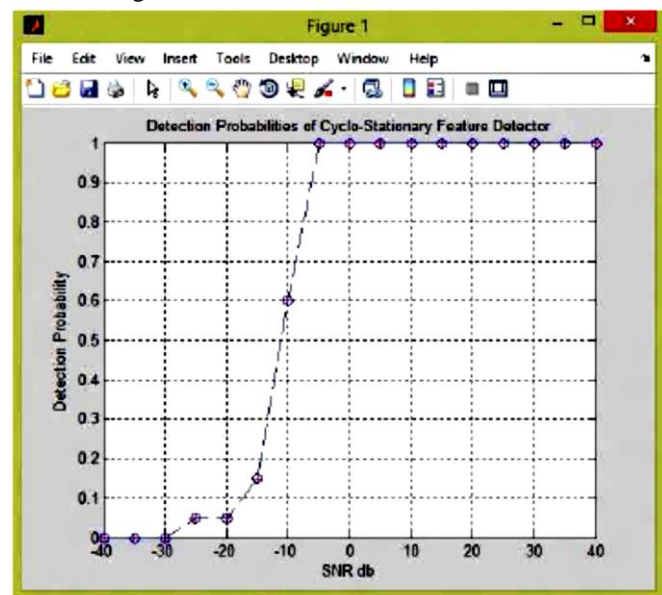 Figure 1
File Edit View Insert Tools Desktop Window Help
Detection Probabilities of Cyclo-Stationary Feature Detector
1
0.9
0.8
0.7
0.6
0.5
0.4
0.3
0.2
0.1
0
Detection Probability
-40 -30 -20 -10 0 10 20 30 40
SNR db